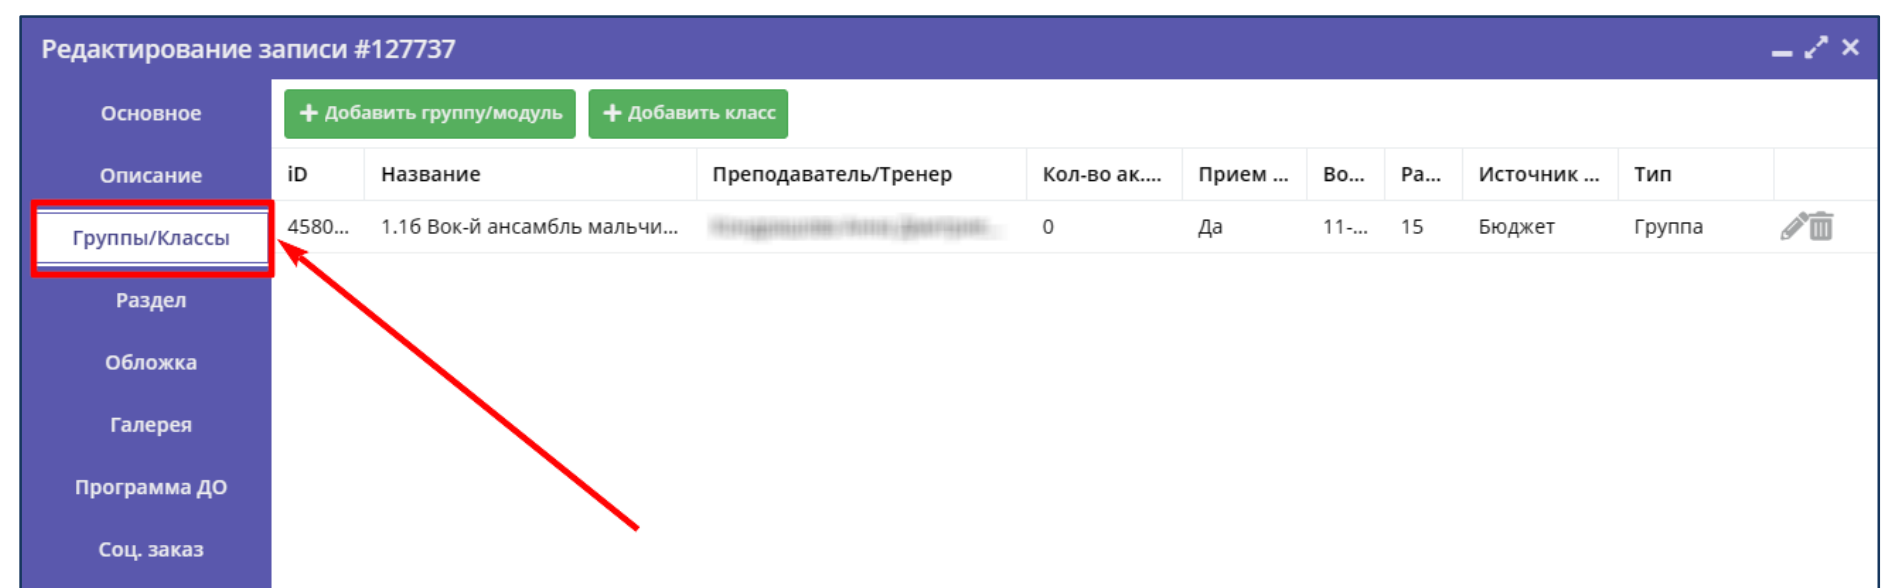 Редактирование записи #127737
Основное
Описание
Группы/Классы
Раздел
Обложка
Галерея
Программа ДО
Соц. заказ
+ Добавить группу/модуль + Добавить класс
iD Название Преподаватель/Тренер Кол-во ак.... Прием ... Во... Ра... Источник ... Тип
4580... 1.1б Вок-й ансамбль мальчи... 0 Да 11-... 15 Бюджет Группа